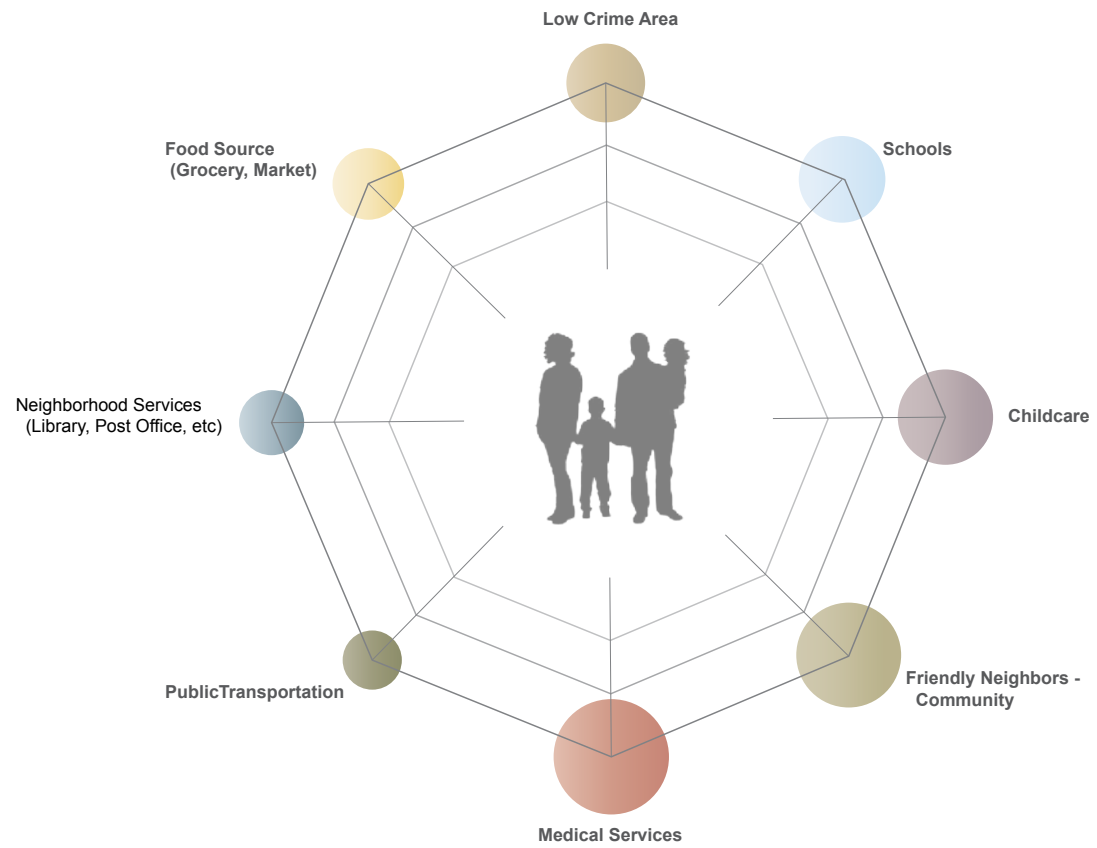 Low Crime Area
Food Source
(Grocery, Market)
Schools
Neighborhood Services
(Library, Post Office, etc)
Childcare
PublicTransportation
Friendly Neighbors -
Community
Medical Services